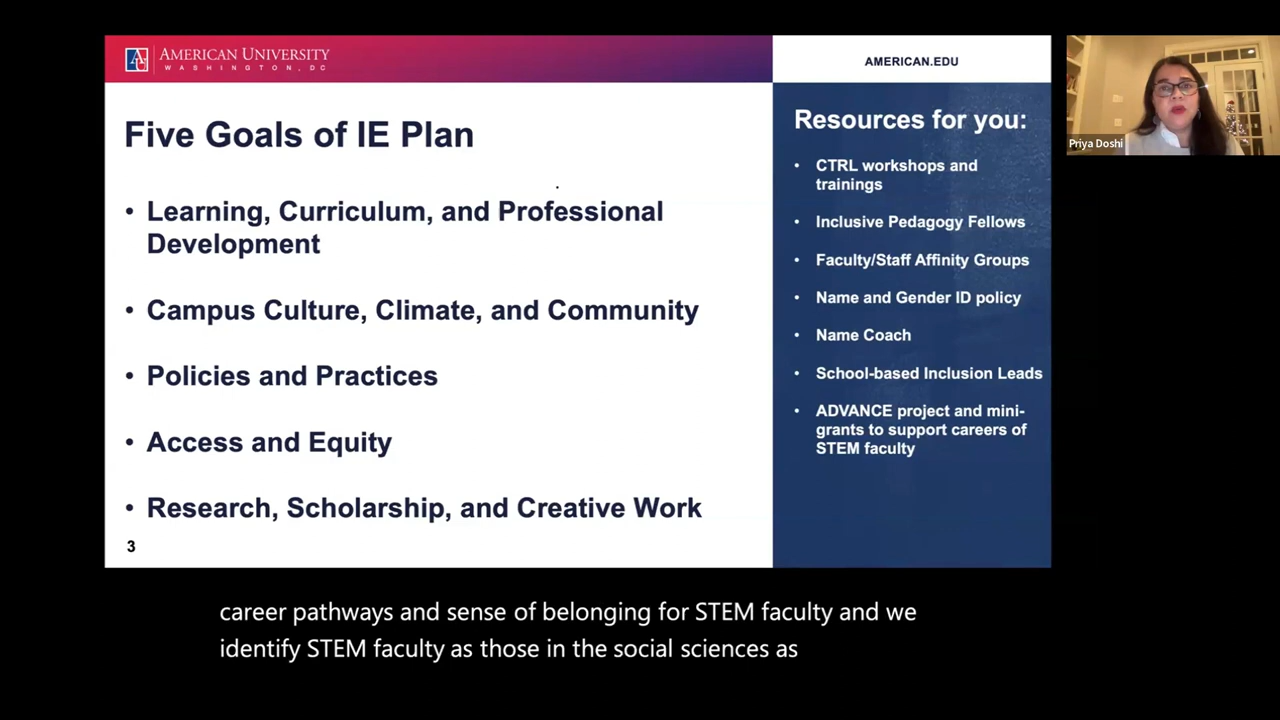 AMERICAN UNIVERSITY
WASHINGTON, DC
AMERICAN.EDU
Five Goals of IE Plan
• Learning, Curriculum, and Professional
Development
• Campus Culture, Climate, and Community
• Policies and Practices
• Access and Equity
• Research, Scholarship, and Creative Work
3
Resources for you:
• CTRL workshops and
trainings
• Inclusive Pedagogy Fellows
• Faculty/Staff Affinity Groups
• Name and Gender ID policy
• Name Coach
• School-based Inclusion Leads
• ADVANCE project and mini-
grants to support careers of
STEM faculty
Priya Doshi
career pathways and sense of belonging for STEM faculty and we
identify STEM faculty as those in the social sciences as